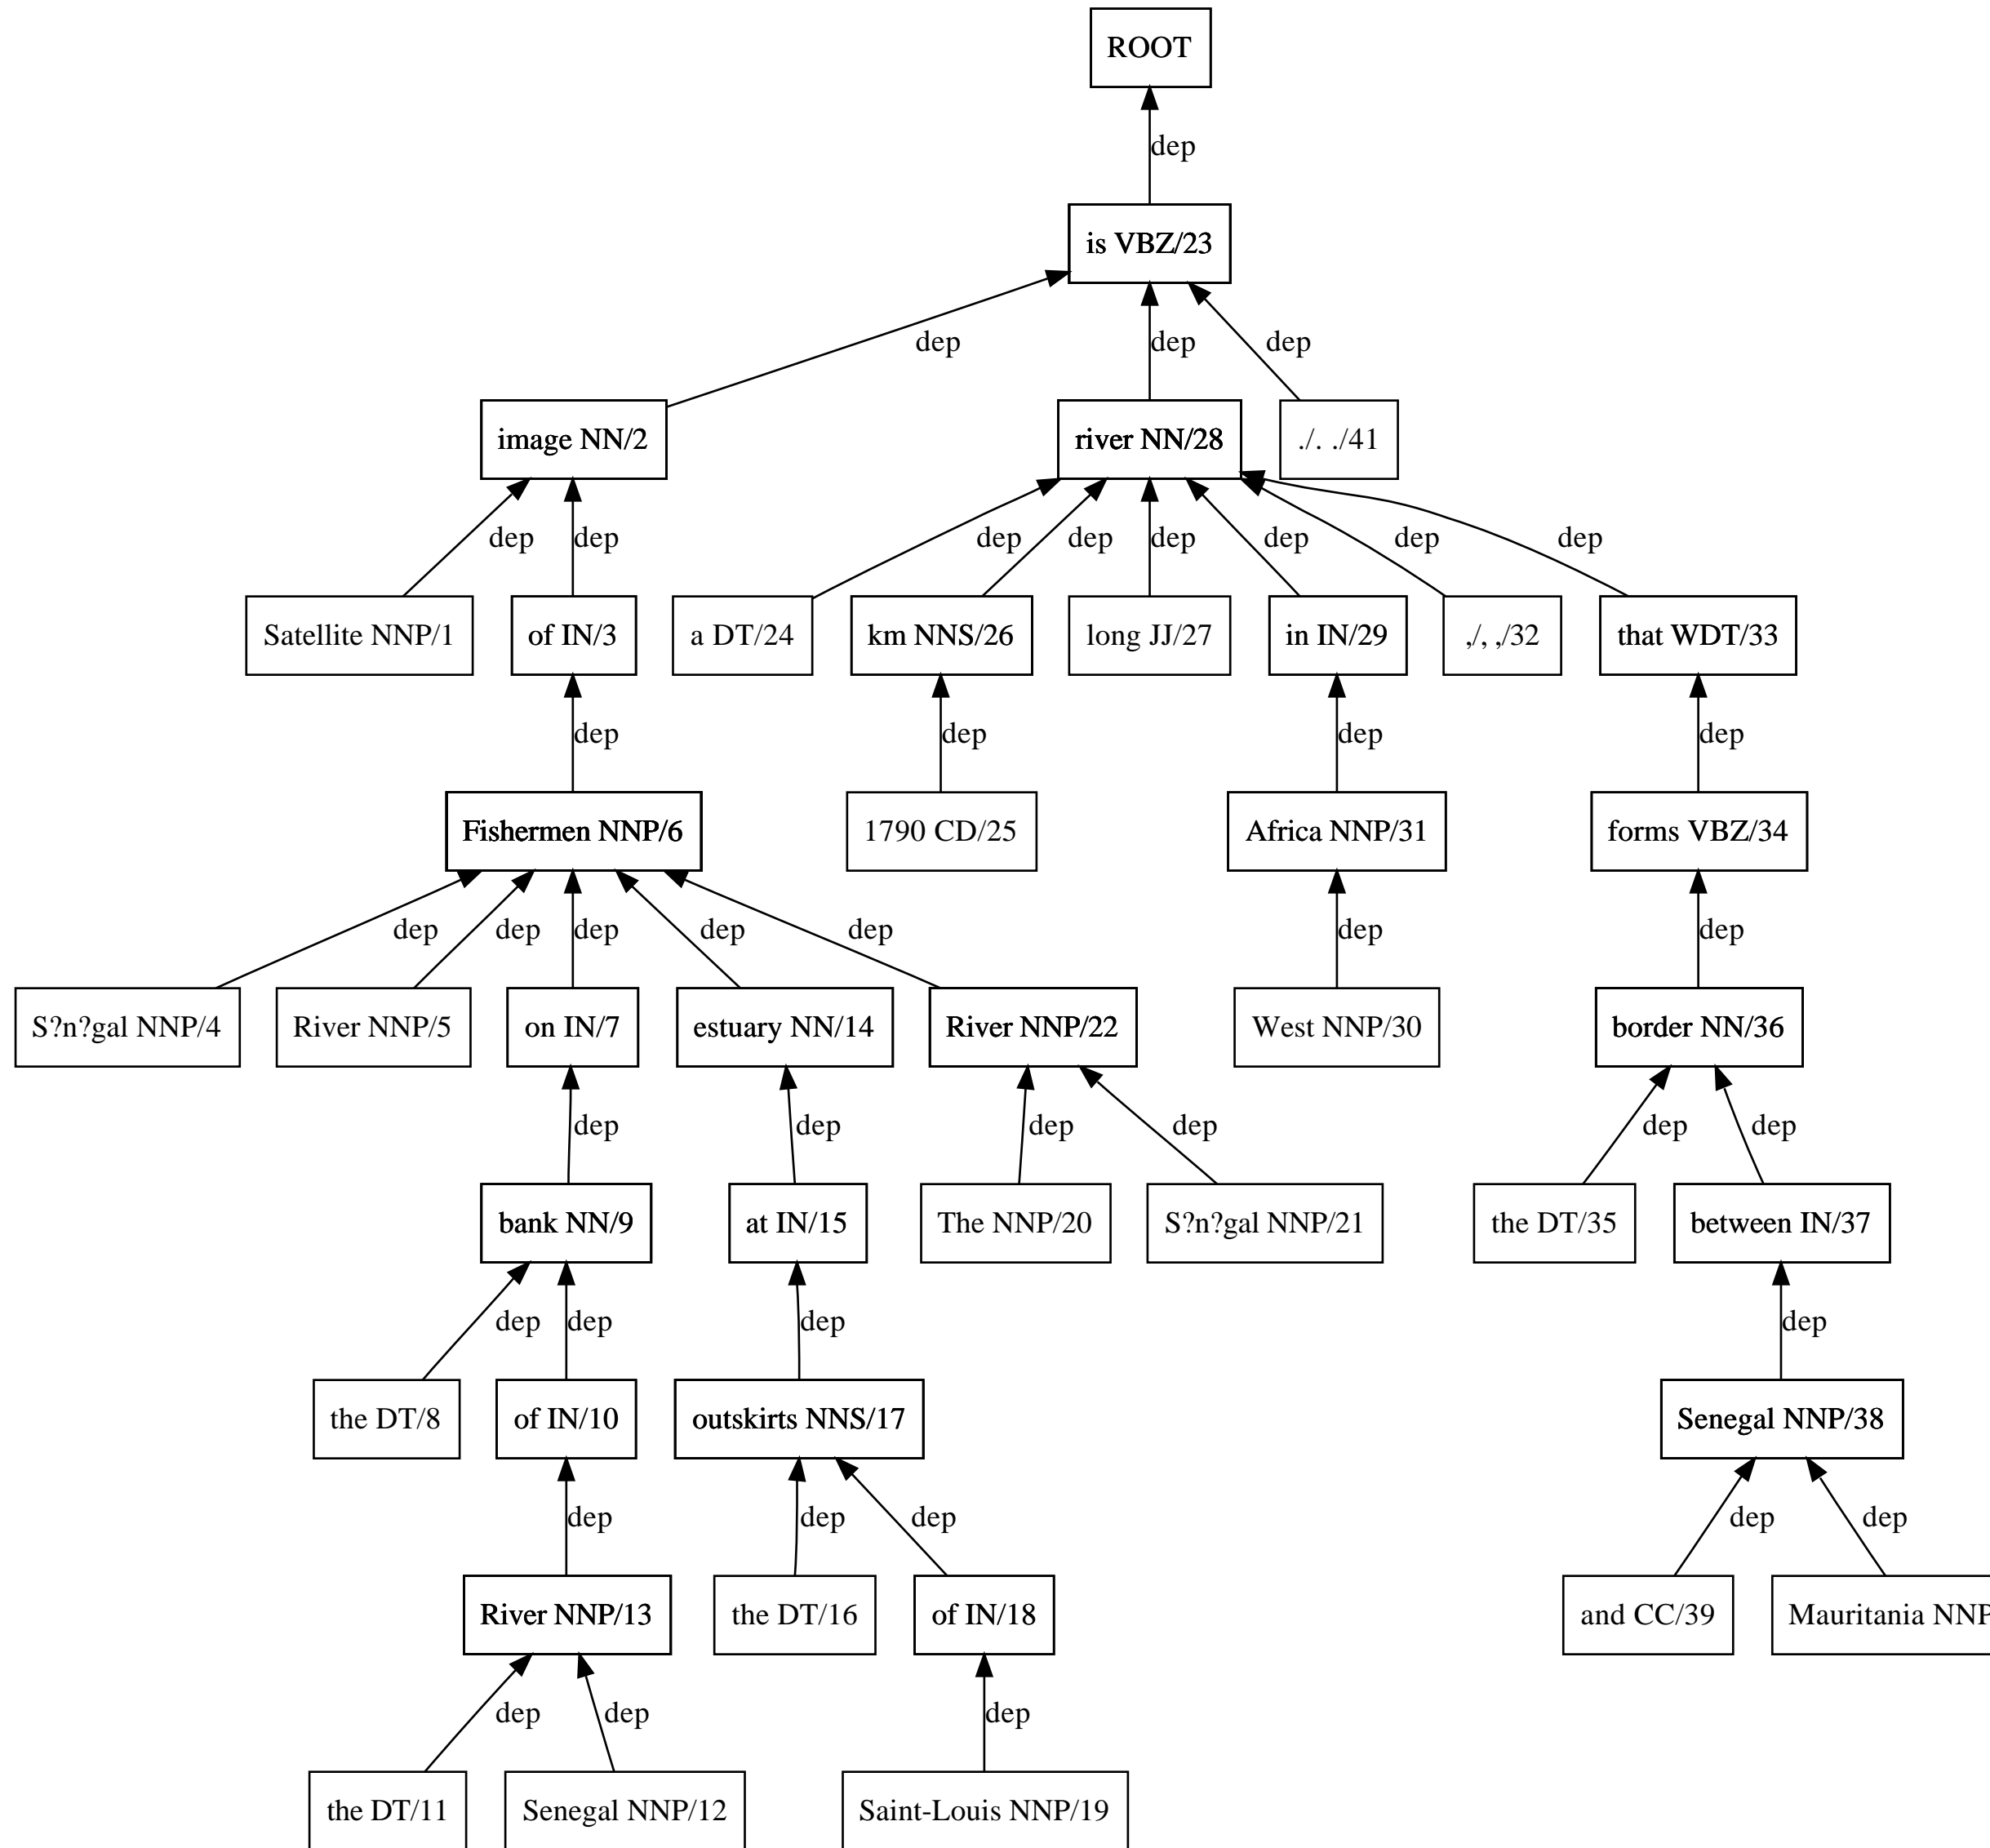 ROOT
dep
is VBZ/23
dep dep dep
image NN/2 river NN/28 ./. ./41
dep dep dep dep dep dep dep dep
Satellite NNP/1 of IN/3 a DT/24 km NNS/26 long JJ/27 in IN/29 ,/, ,/32 that WDT/33
dep dep dep dep
Fishermen NNP/6 1790 CD/25 Africa NNP/31 forms VBZ/34
dep dep dep dep dep dep dep
S?n?gal NNP/4 River NNP/5 on IN/7 estuary NN/14 River NNP/22 West NNP/30 border NN/36
dep dep dep dep dep dep
bank NN/9 at IN/15 The NNP/20 S?n?gal NNP/21 the DT/35 between IN/37
dep dep dep dep
the DT/8 of IN/10 outskirts NNS/17 Senegal NNP/38
dep dep dep dep dep
River NNP/13 the DT/16 of IN/18 and CC/39 Mauritania NNP
dep dep dep
the DT/11 Senegal NNP/12 Saint-Louis NNP/19